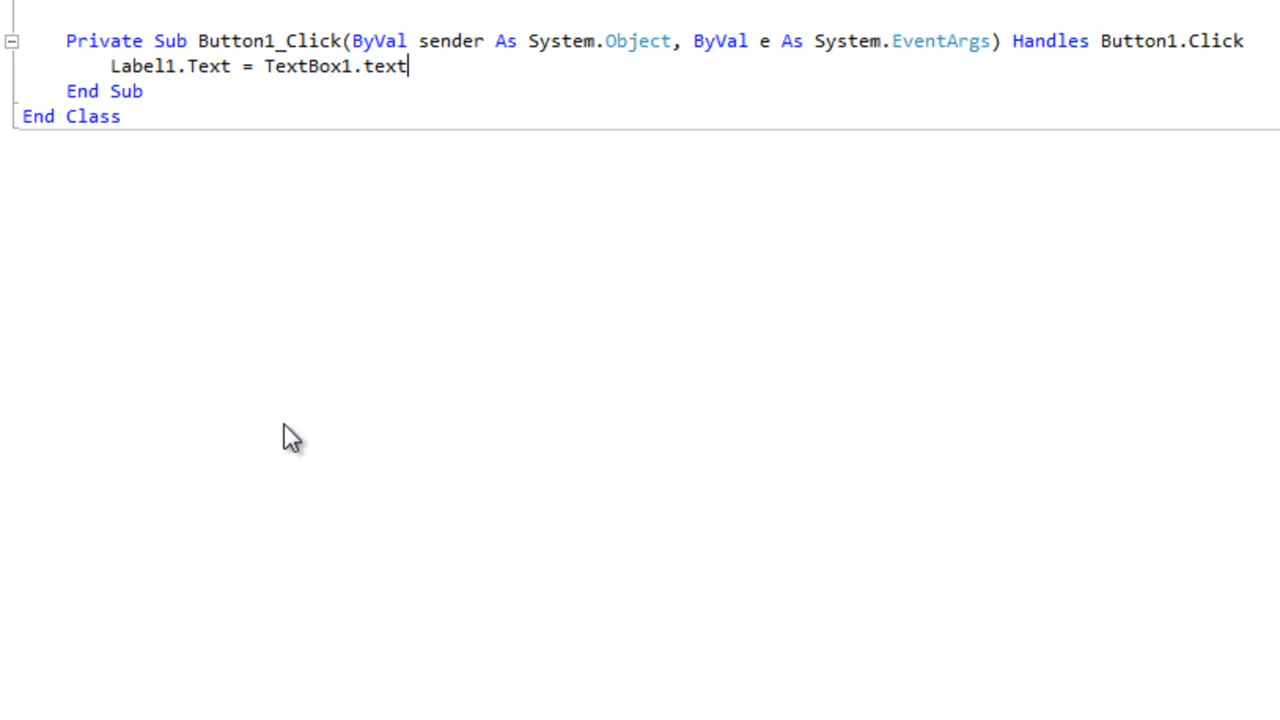 Private Sub Button1_Click(ByVal sender As System.Object, ByVal e As System.EventArgs) Handles Button1.Click
Label1.Text = TextBox1.text
End Sub
End Class